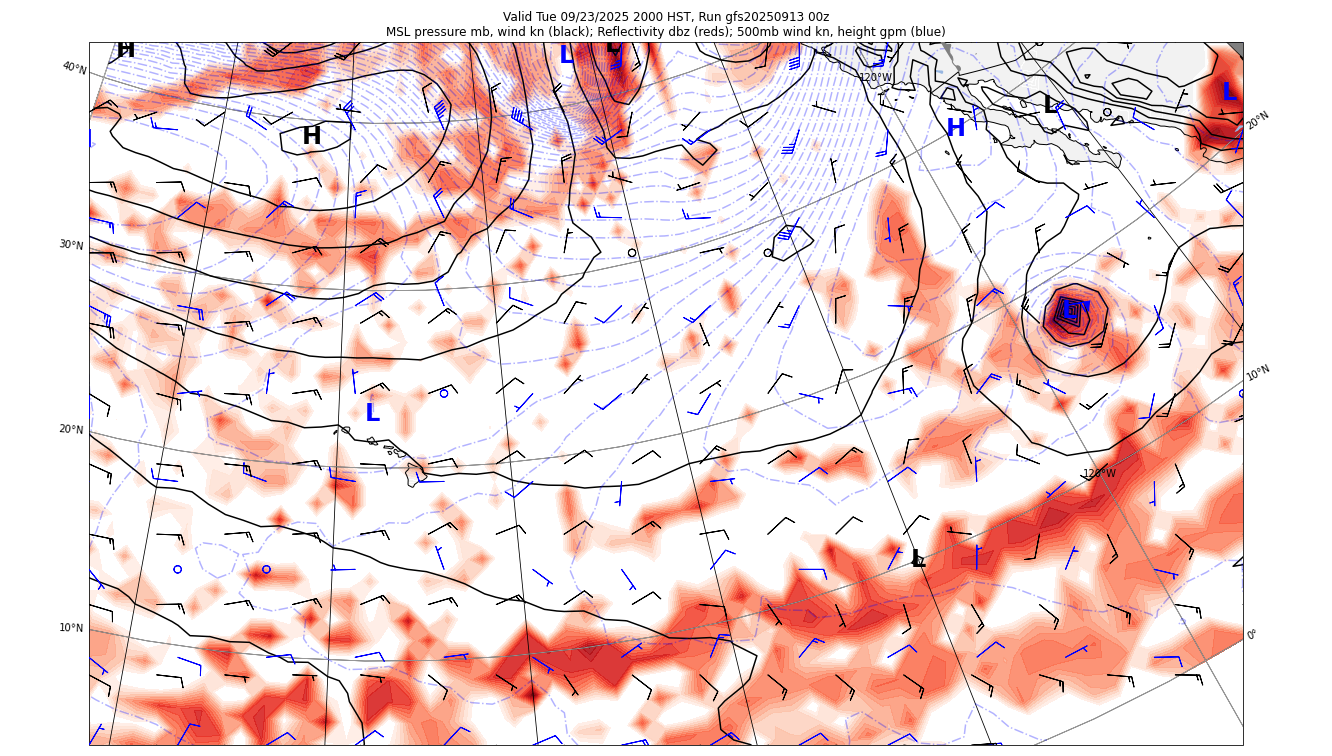 Valid Tue 09/23/2025 2000 HST, Run gfs20250913 00z
MSL pressure mb, wind kn (black); Reflectivity dbz (reds); 500mb wind kn, height gpm (blue)
H
L
L
40°N
120°W
L
L
20°N
H
H
30°N
L
10°N
L
20°N
120°W
L
10°N
0°